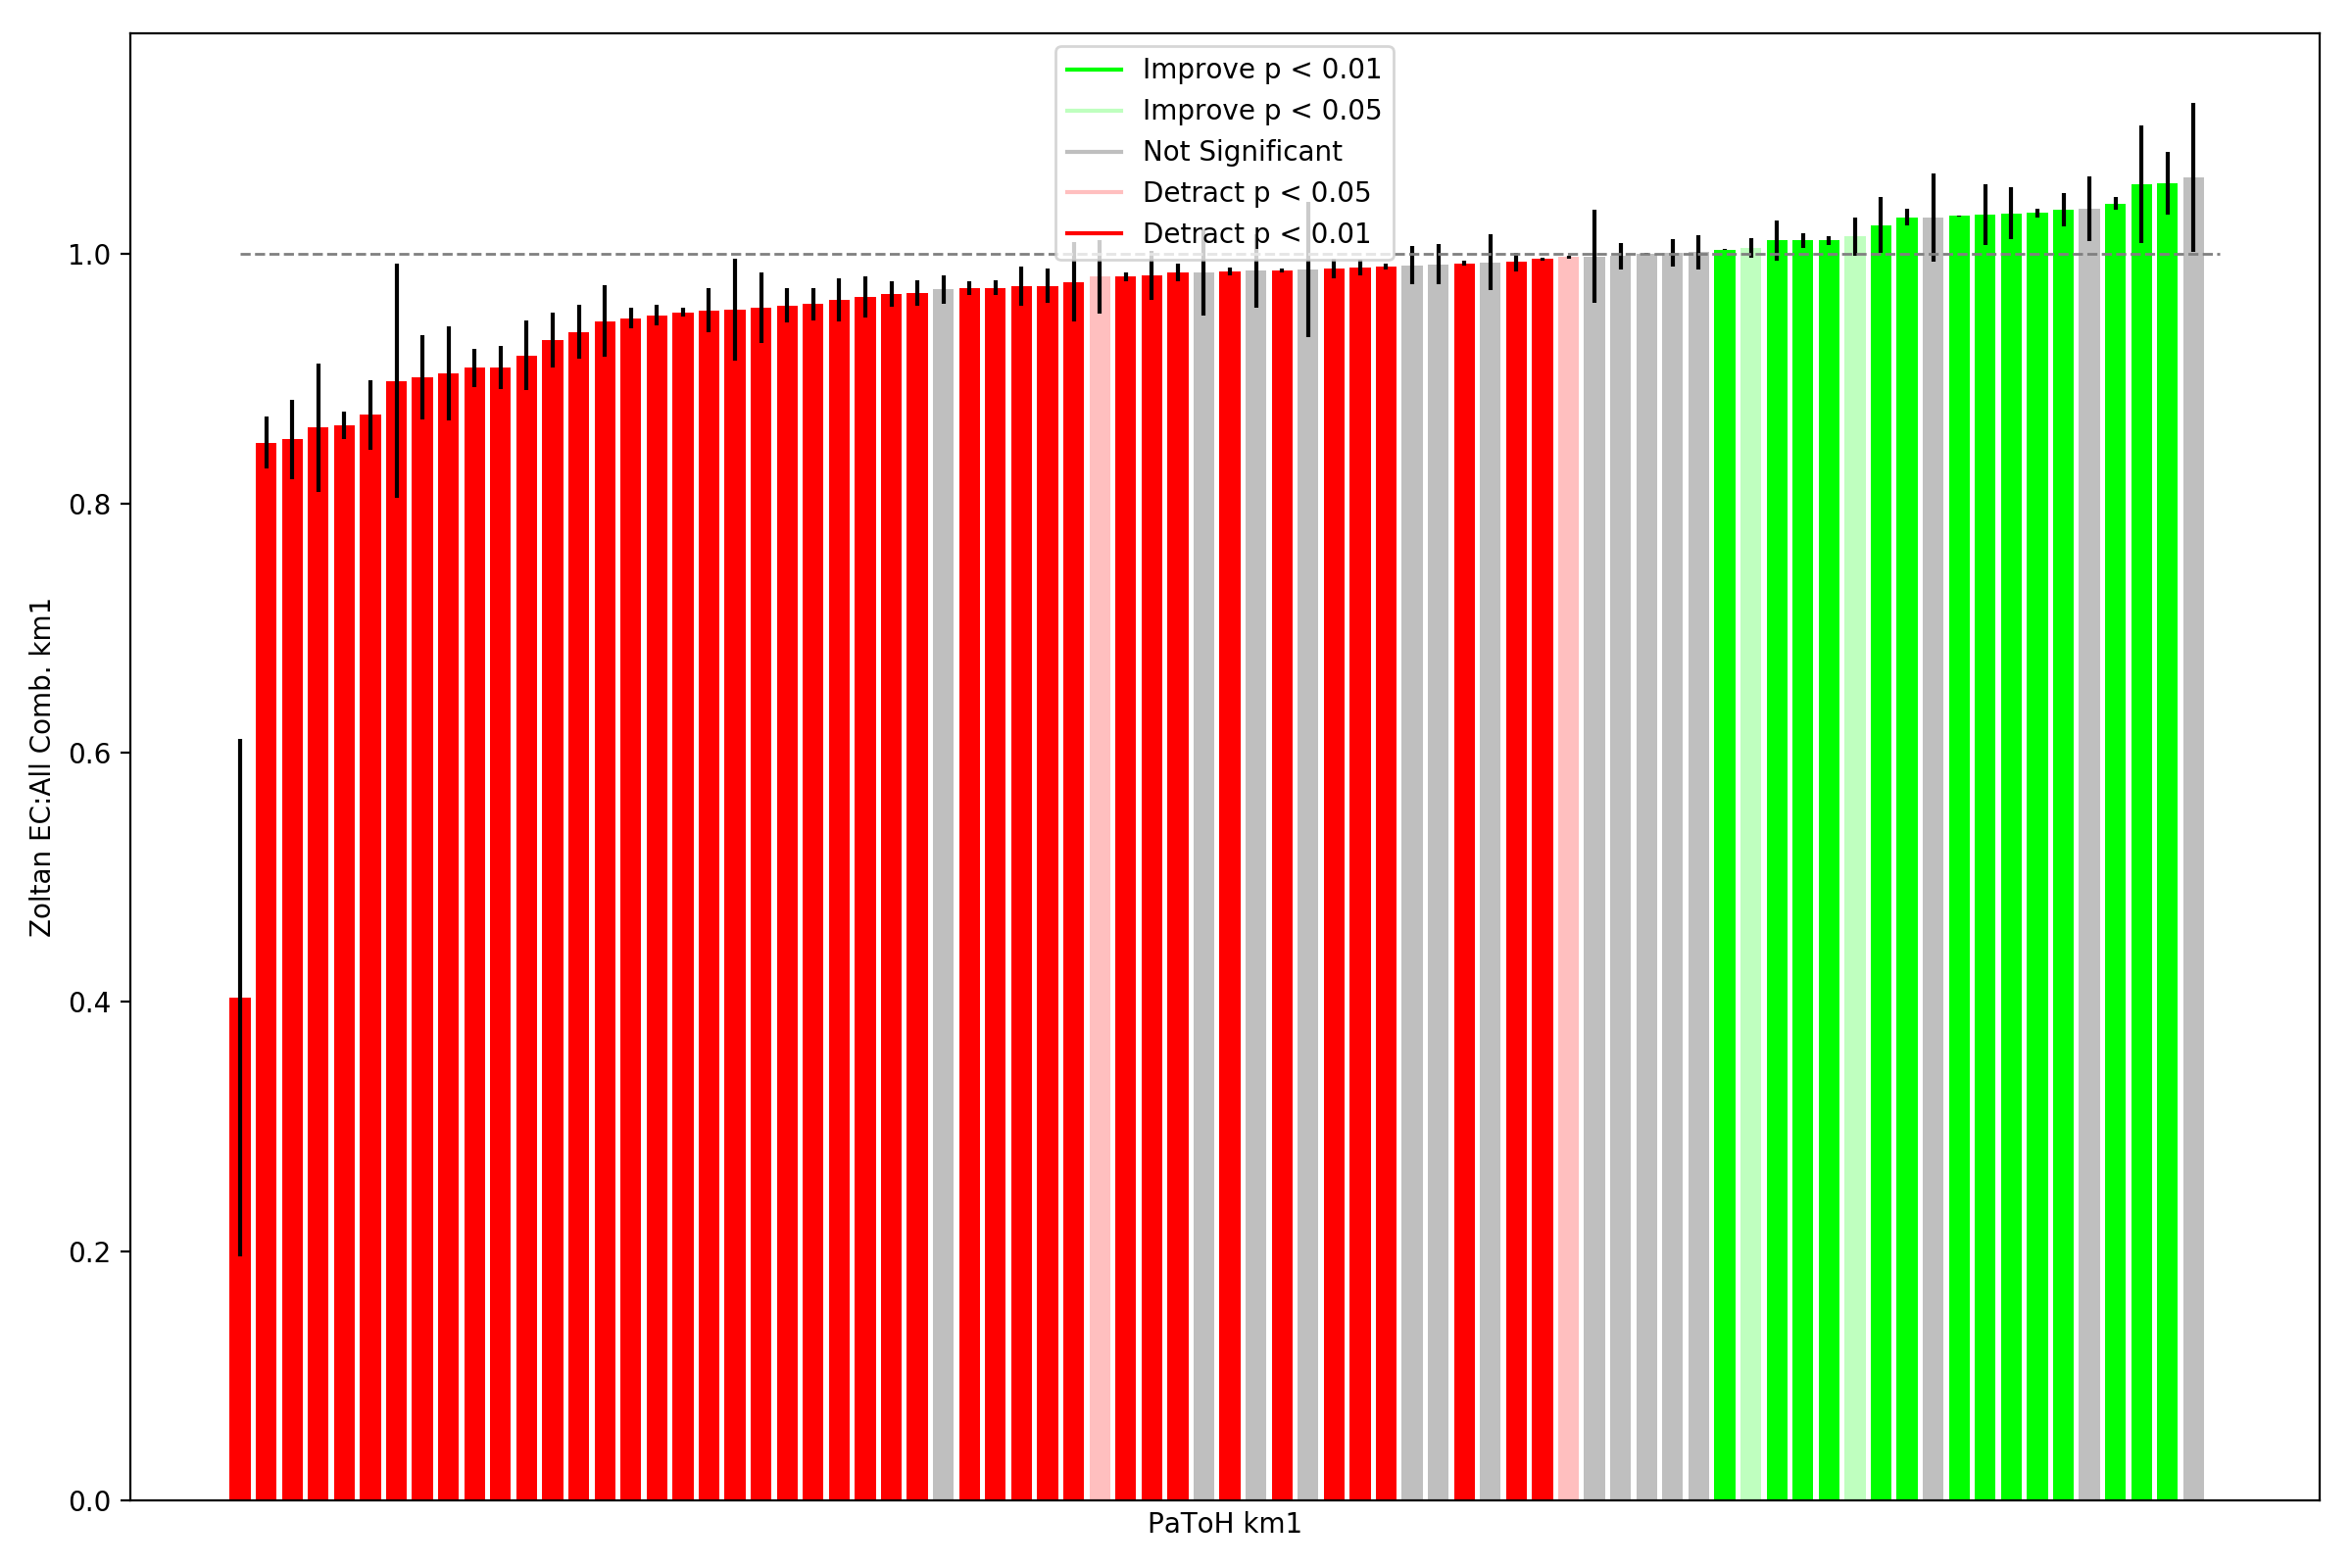 Improve p < 0.01
Improve p < 0.05
Not Significant
Detract p < 0.05
Detract p < 0.01
1.0
0.8
0.6
0.4
0.2
0.0
Zoltan EC:All Comb. km1
PaToH km1